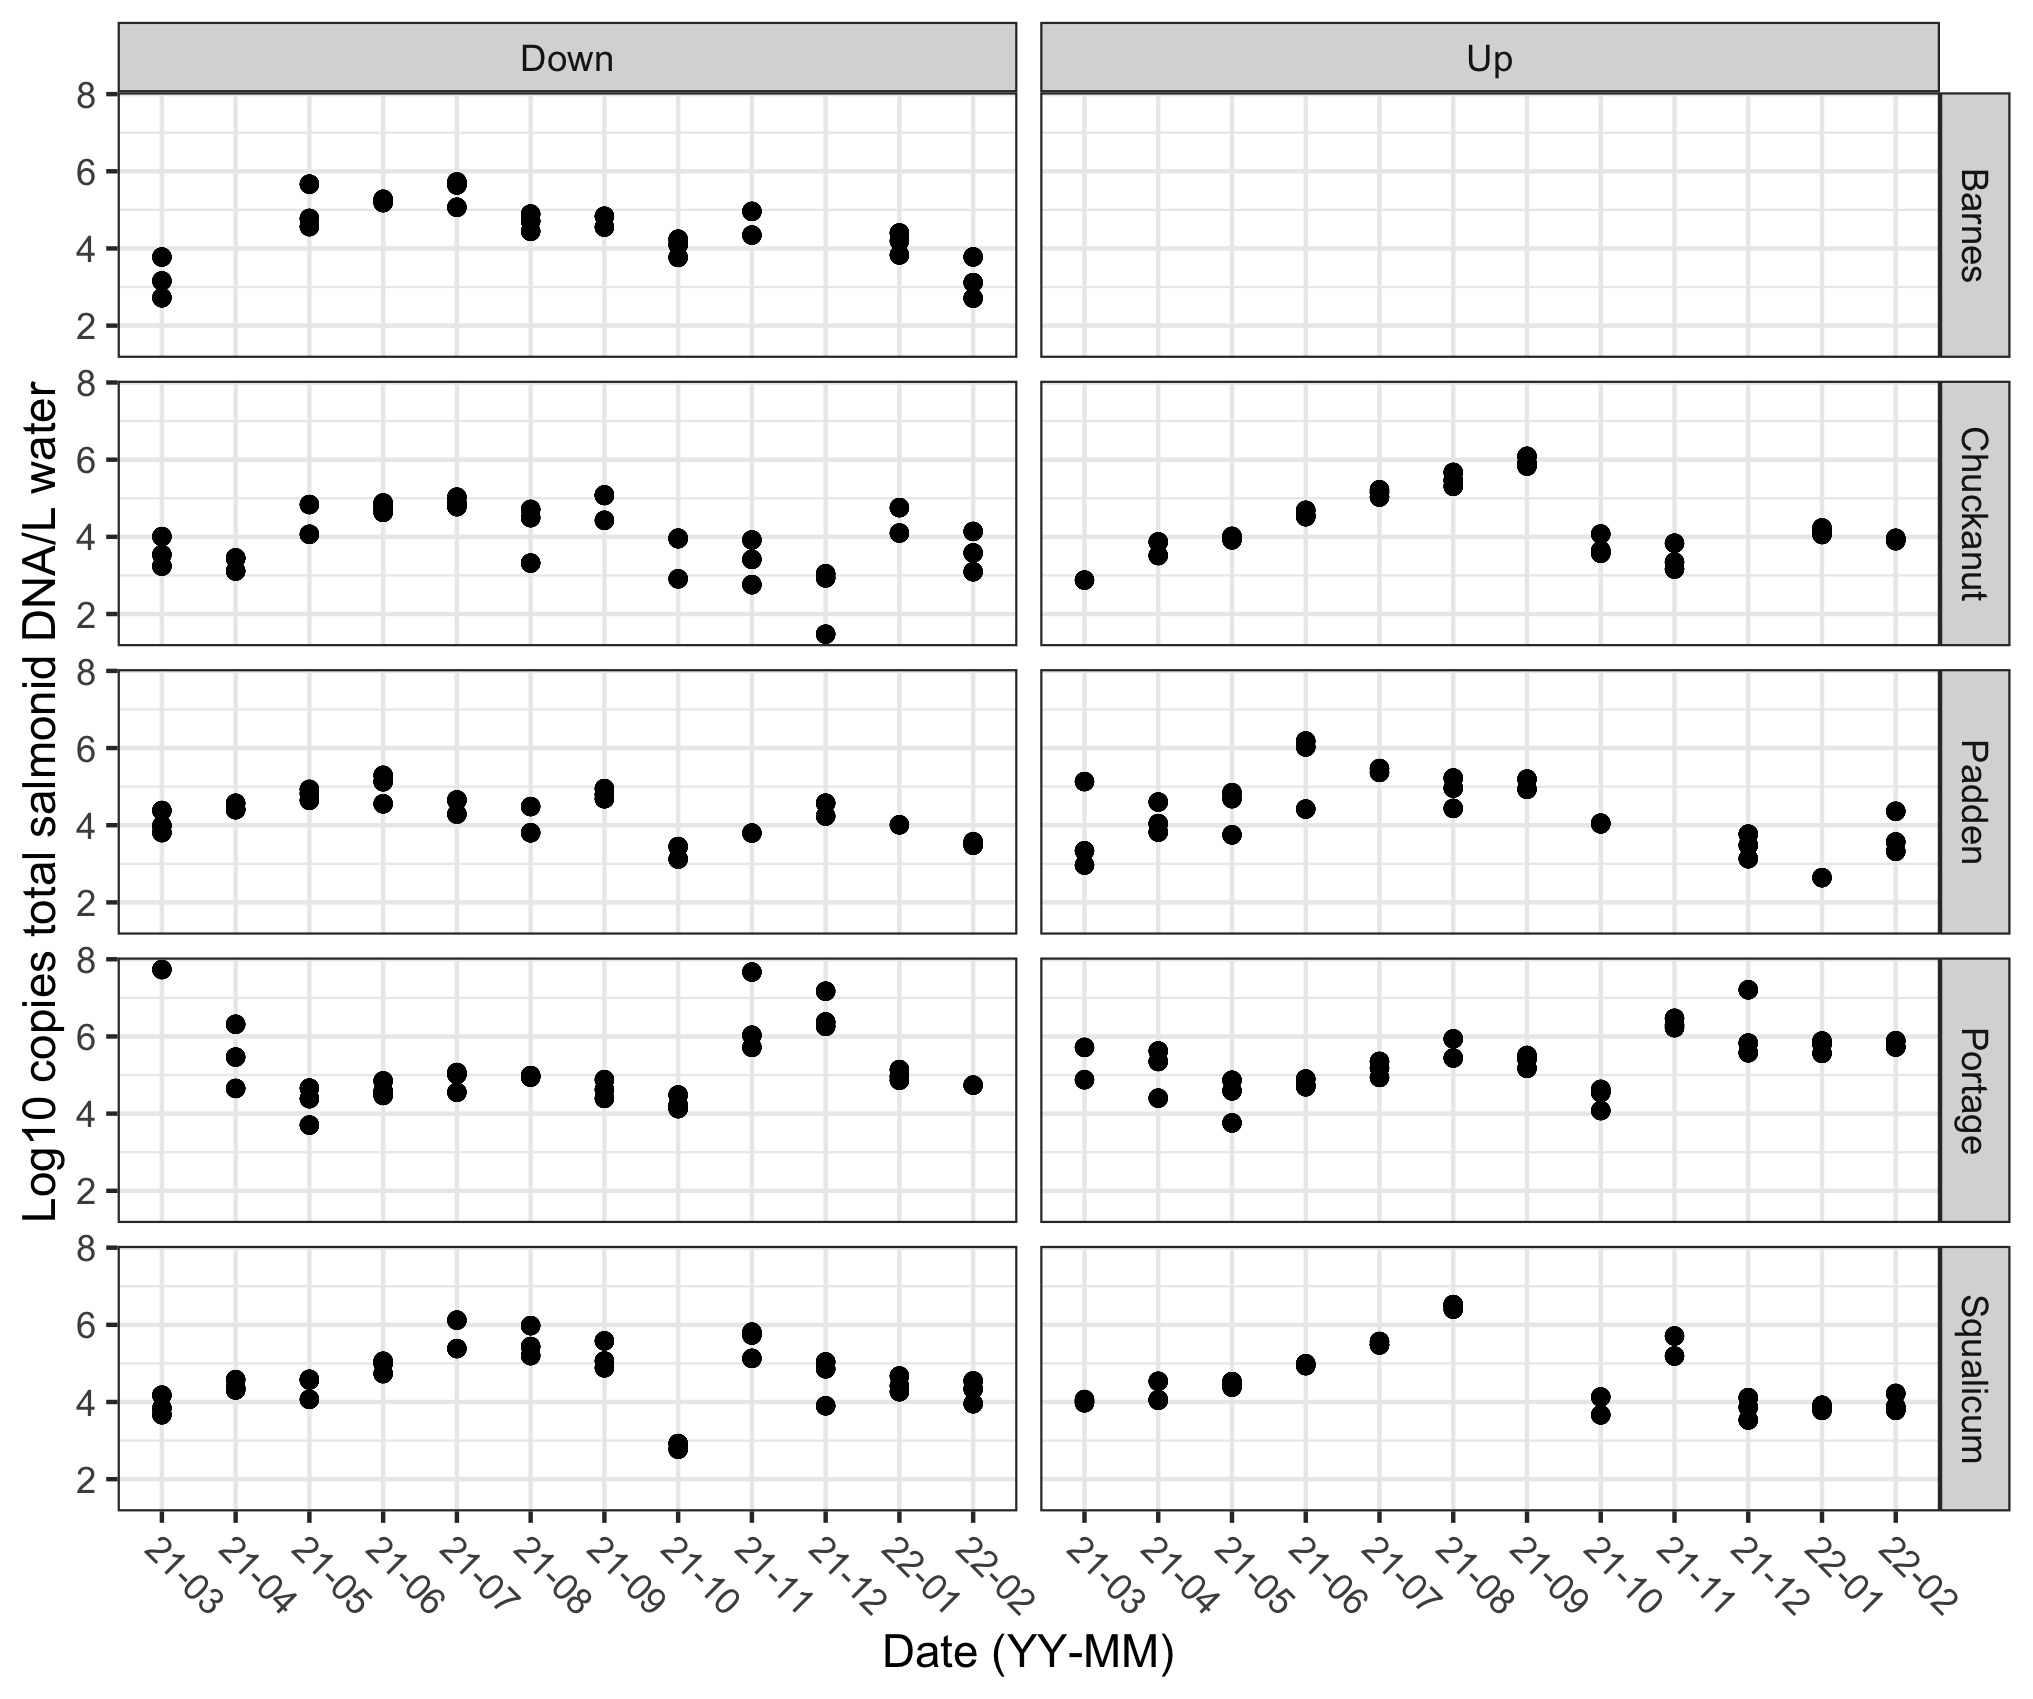 Down
Up
8
6
4
2
Barnes
8
6
4
2
Chuckanut
8
6
4
2
Padden
8
6
4
2
Portage
8
6
4
2
Squalicum
Log10 copies total salmonid DNA/L water
21-03 21-04 21-05 21-06 21-07 21-08 21-09 21-10 21-11 21-12 22-01 22-02
21-03 21-04 21-05 21-06 21-07 21-08 21-09 21-10 21-11 21-12 22-01 22-02
Date (YY-MM)